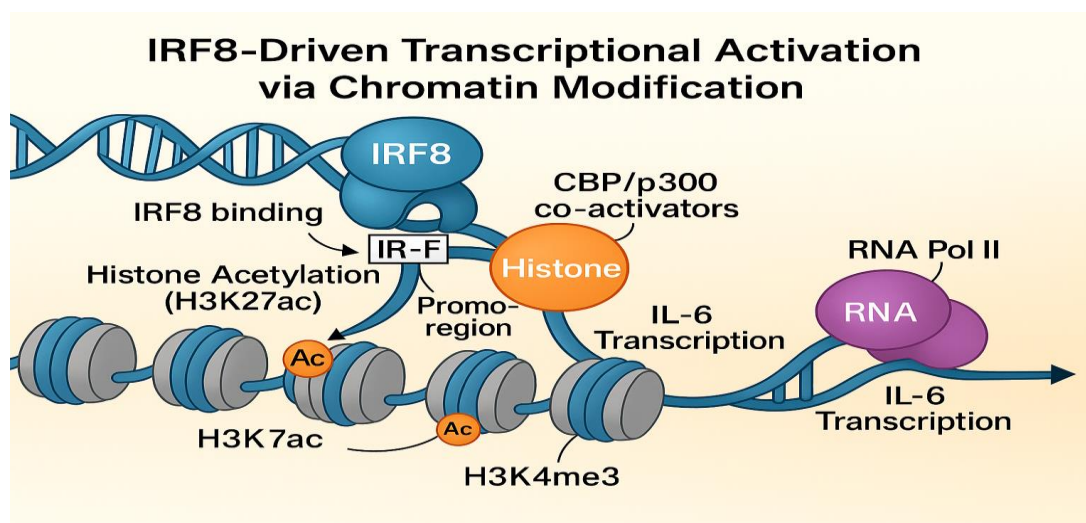 IRF8-Driven Transcriptional Activation
via Chromatin Modification
IRF8
IRF8 binding
CBP/p300
co-activators
IR-F
Histone
Histone Acetylation
(H3K27ac)
Promo-
region
RNA Pol II
RNA
IL-6
Transcription
Ac
IL-6
Transcription
Ac
H3K7ac
H3K4me3